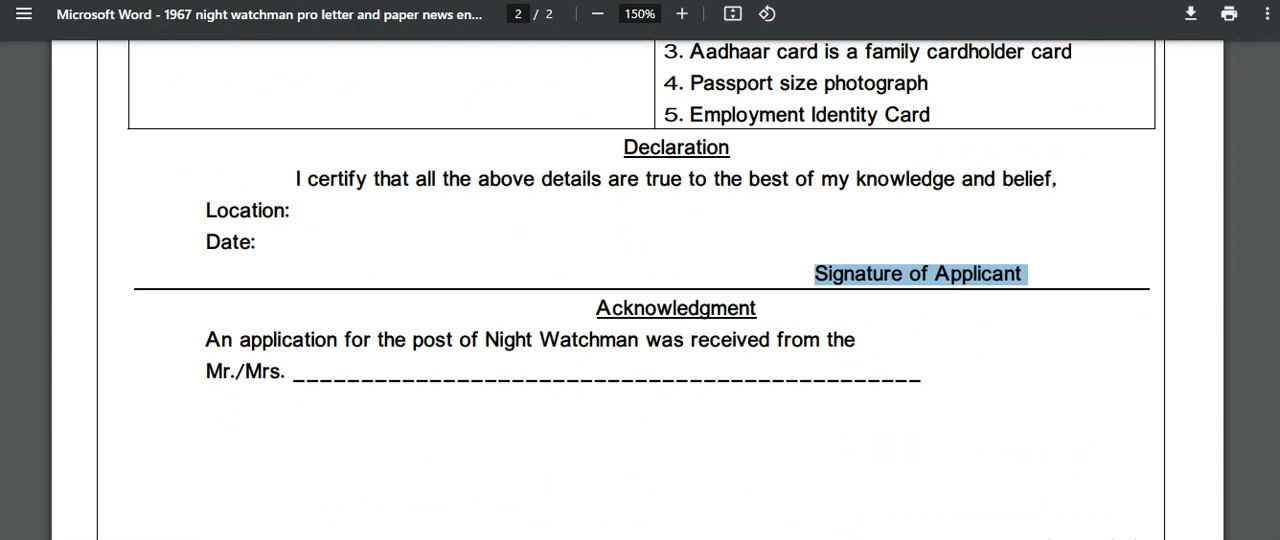 Microsoft Word - 1967 night watchman pro letter and paper news en...
2 / 2
150%
3. Aadhaar card is a family cardholder card
4. Passport size photograph
5. Employment Identity Card
Declaration
I certify that all the above details are true to the best of my knowledge and belief,
Location:
Date:
Signature of Applicant
Acknowledgment
An application for the post of Night Watchman was received from the
Mr./Mrs. ______________________________________________